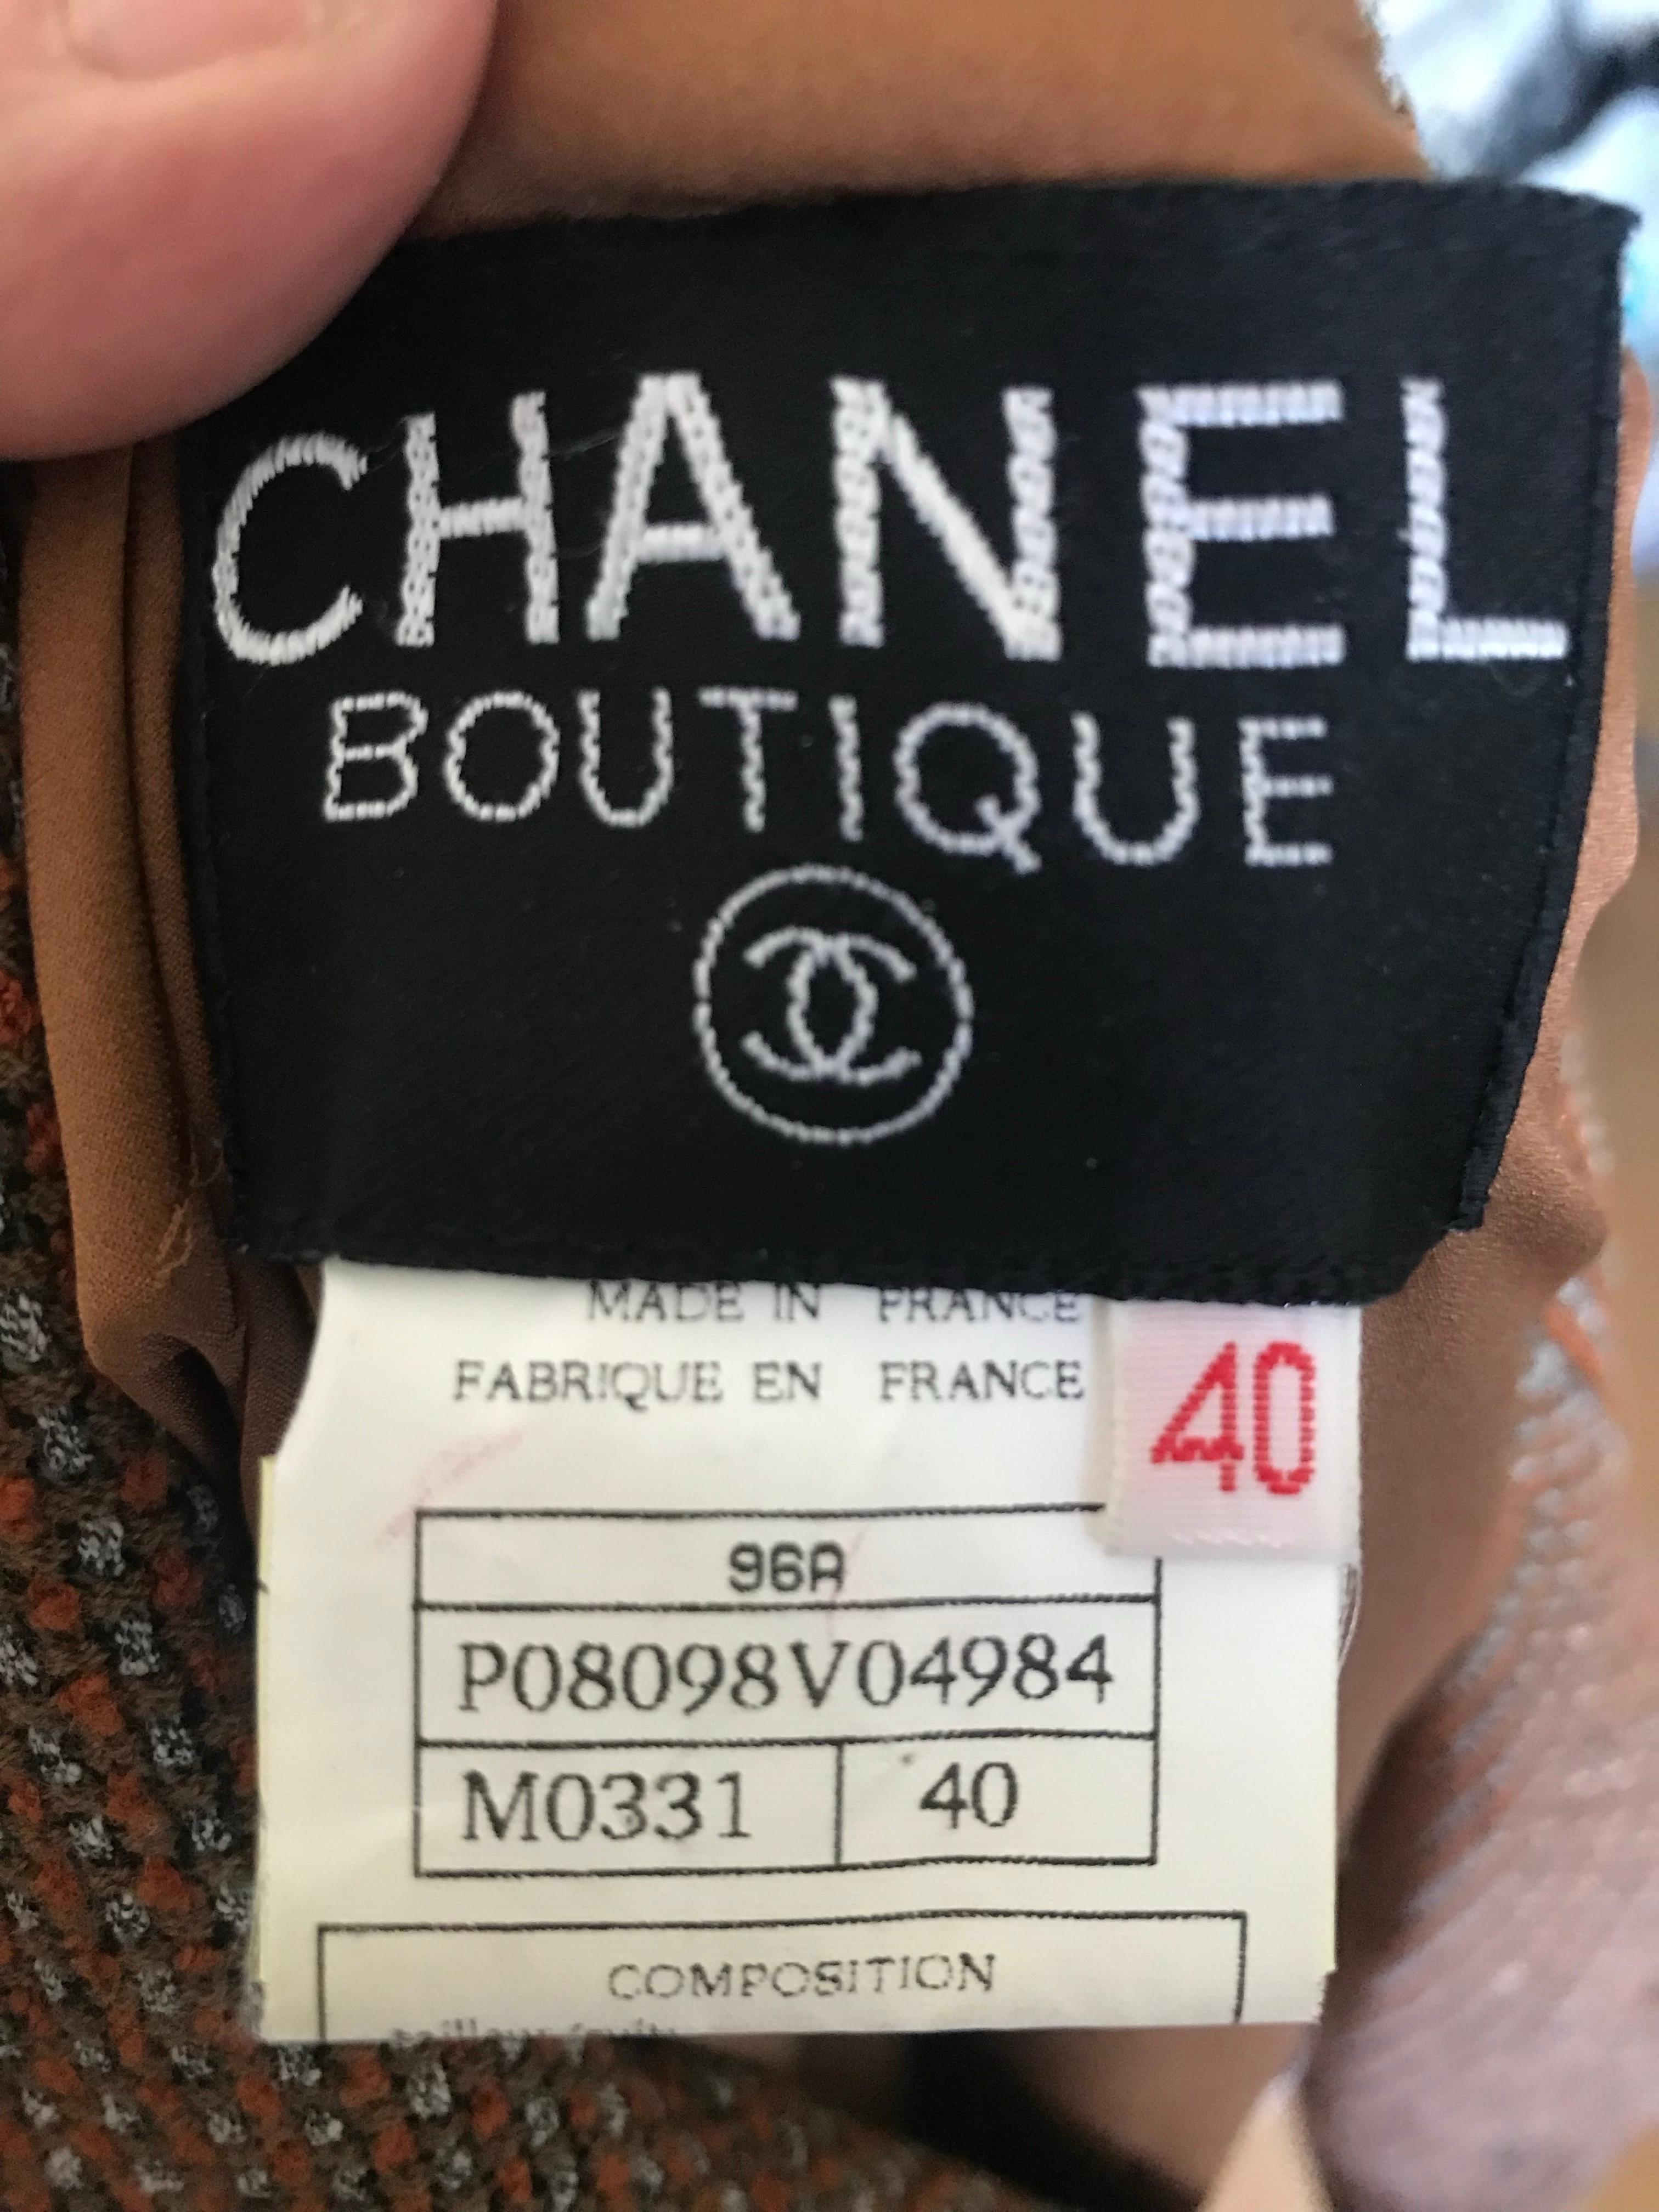 CHANEL
BOUTIQUE
MADE IN FRANCE
FABRIQUE EN FRANCE
40
96A
P08098V04984
M0331 40
COMPOSITION